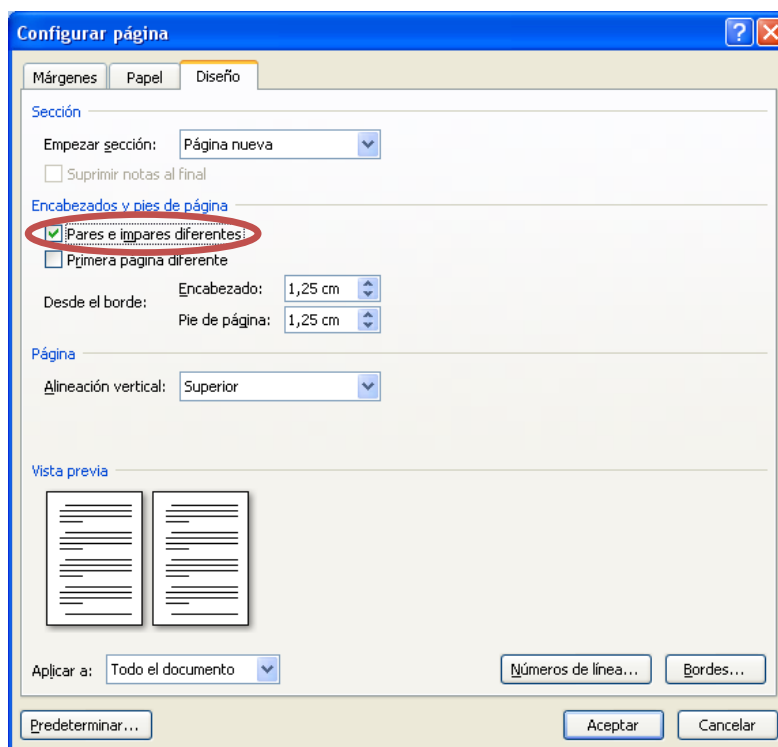 Configurar página
Márgenes Papel Diseño
Sección
Empezar sección: Página nueva
Suprimir notas al final
Encabezados y pies de página
Pares e impares diferentes
Primera página diferente
Desde el borde:
Encabezado: 1,25 cm
Pie de página: 1,25 cm
Página
Alineación vertical: Superior
Vista previa
Aplicar a: Todo el documento Números de línea... Bordes...
Predeterminar... Aceptar Cancelar